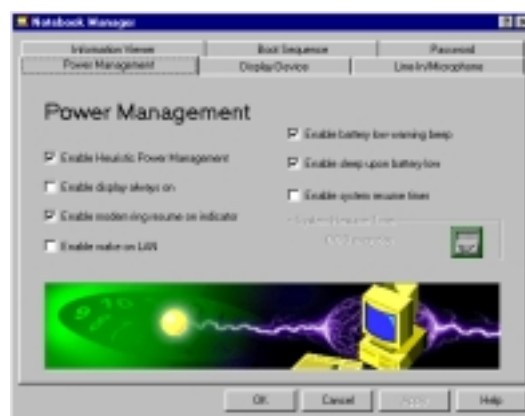 Notebook Manager
Information Viewer
Boot Sequence
Password
Power Management
Display Device
Line-In/Microphone
Power Management
Enable Heuristic Power Management
Enable display always on
Enable modem ring resume on indicator
Enable wake on LAN
Enable battery low-warning beep
Enable sleep upon battery low
Enable system resume timer
OK
Cancel
Apply
Help